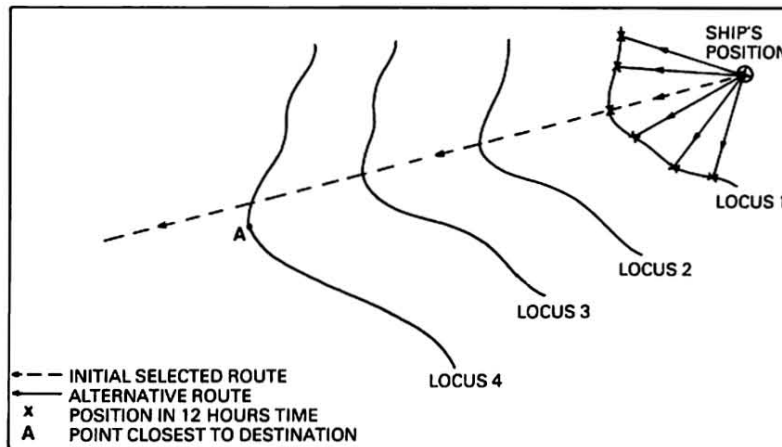 SHIP'S
POSITION
LOCUS 1
LOCUS 2
LOCUS 3
LOCUS 4
A
INITIAL SELECTED ROUTE
ALTERNATIVE ROUTE
X POSITION IN 12 HOURS TIME
A POINT CLOSEST TO DESTINATION